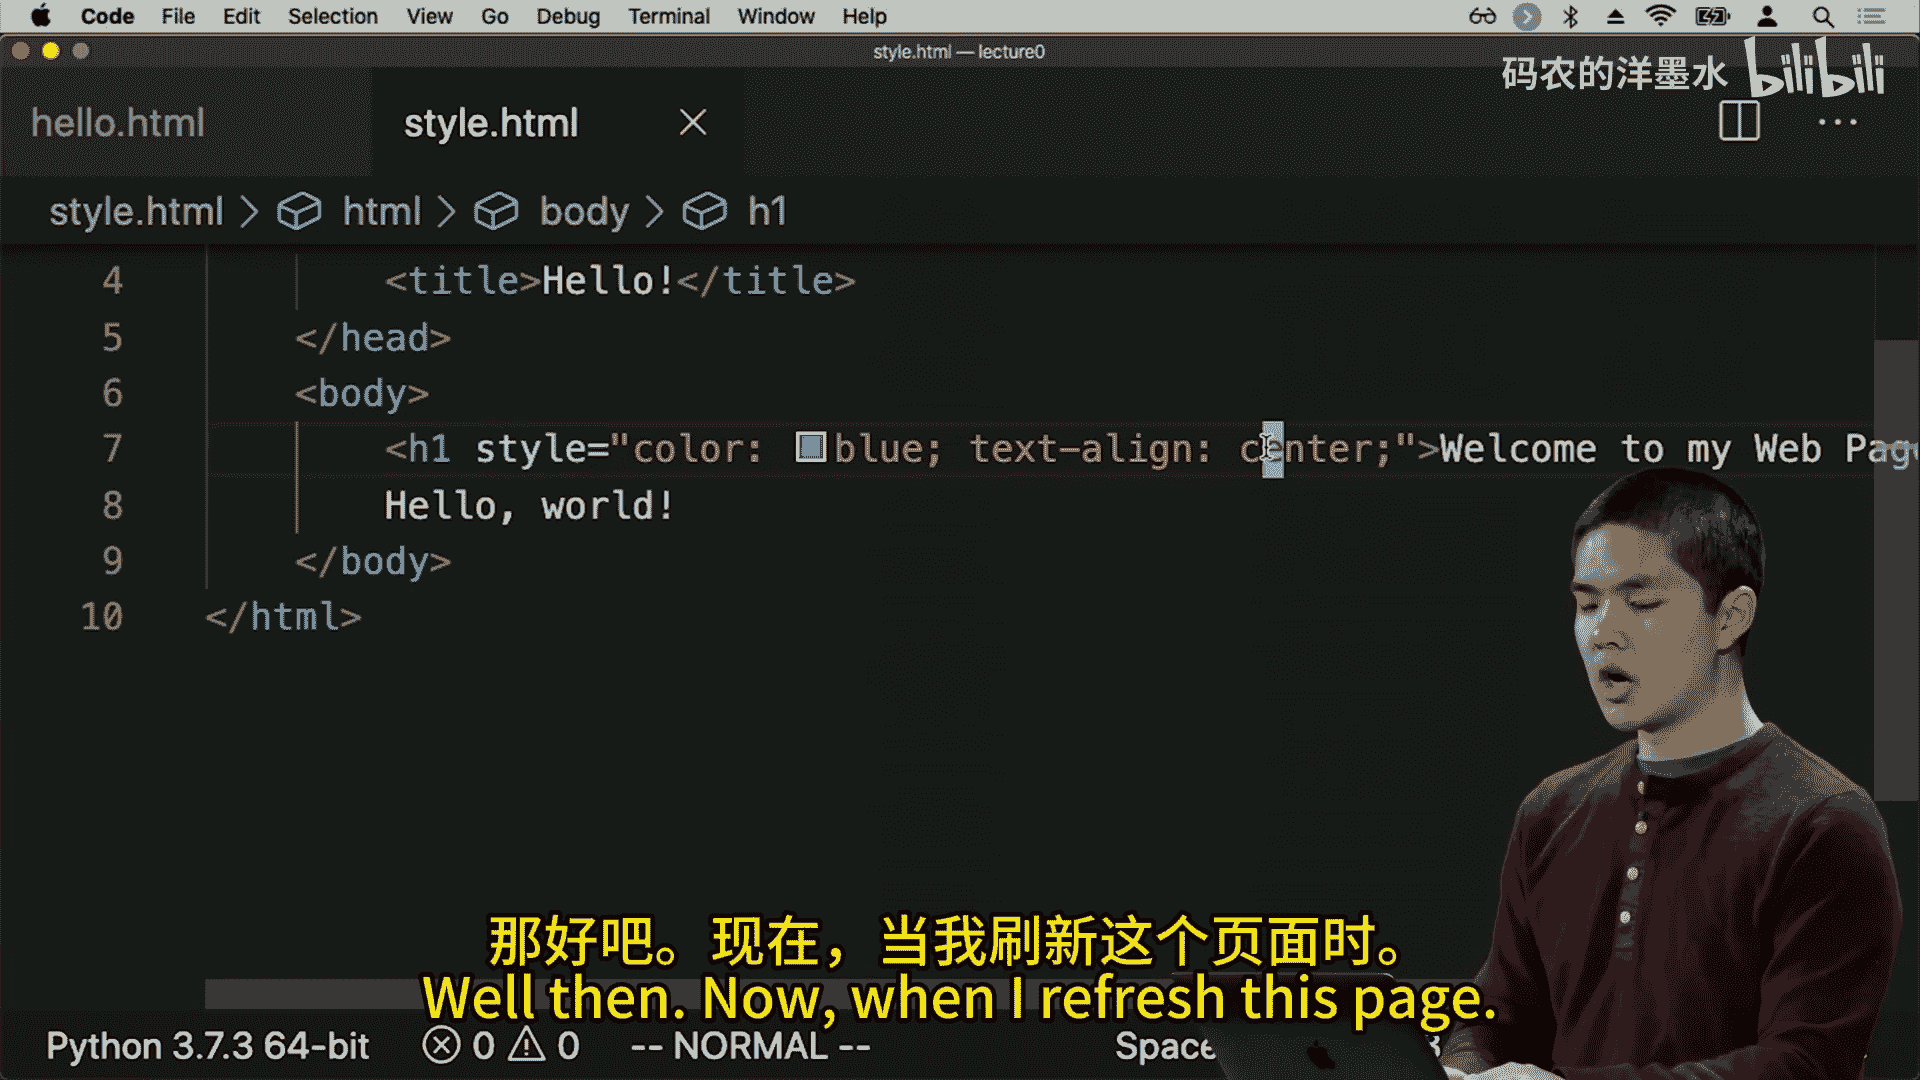 Code File Edit Selection View Go Debug Terminal Window Help
style.html — lecture0
码农的洋墨水 bilibili
hello.html style.html
style.html > html > body > h1
4 <title>Hello!</title>
5 </head>
6 <body>
7 <h1 style="color: blue; text-align: center;">Welcome to my Web Page
8 Hello, world!
9 </body>
10 </html>
那好吧。现在，当我刷新这个页面时。
Well then. Now, when I refresh this page.
Python 3.7.3 64-bit 0 0 -- NORMAL -- Space